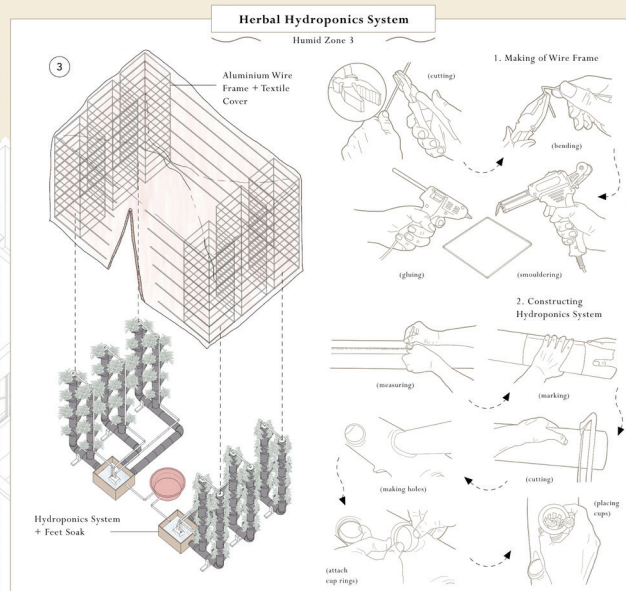 Herbal Hydroponics System
Humid Zone 3
3
Aluminium Wire
Frame + Textile
Cover
1. Making of Wire Frame
(cutting)
(bending)
(gluing)
(smouldering)
2. Constructing
Hydroponics System
(measuring)
(marking)
(making holes)
(cutting)
(attach
cup rings)
(placing
cups)
Hydroponics System
+ Feet Soak